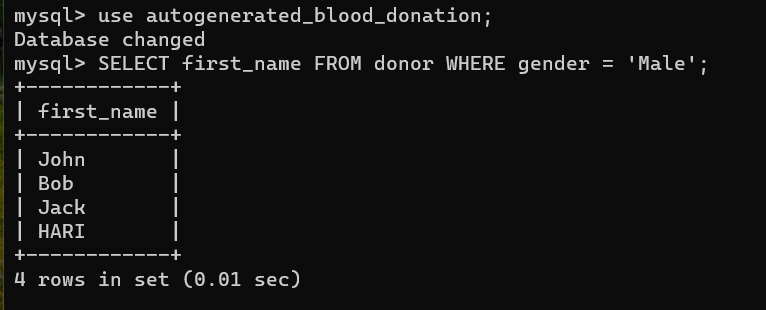 mysql> use autogenerated_blood_donation;
Database changed
mysql> SELECT first_name FROM donor WHERE gender = 'Male';
+------------+
| first_name |
+------------+
| John       |
| Bob        |
| Jack       |
| HARI       |
+------------+
4 rows in set (0.01 sec)